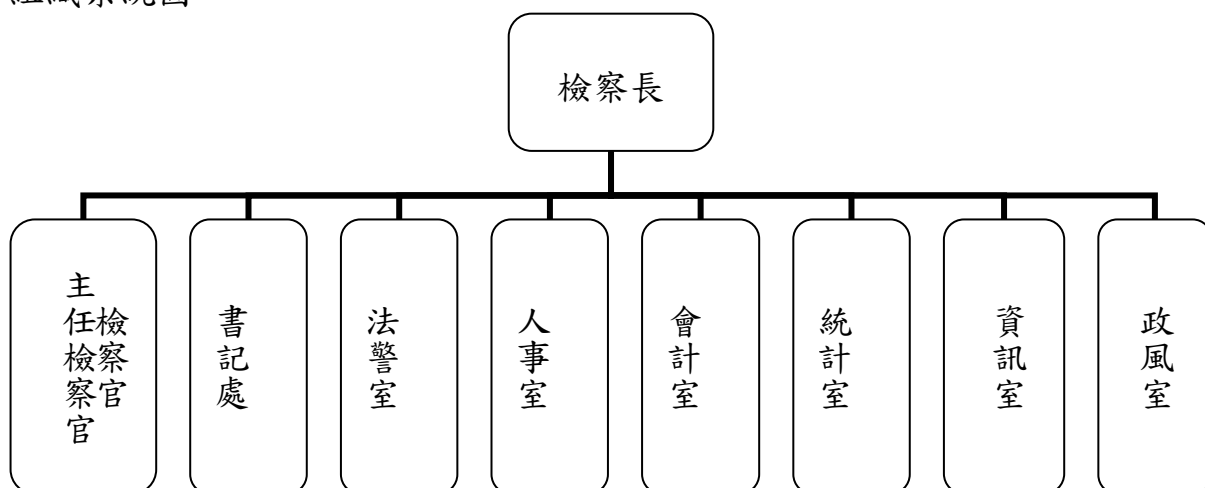 組織系統圖
檢察長
主任檢察官
檢察官
書記處
法警室
人事室
會計室
統計室
資訊室
政風室